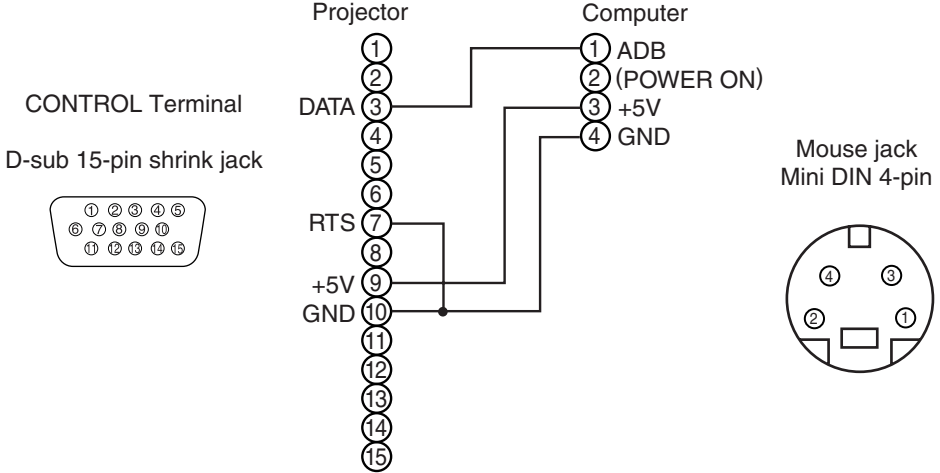 Projector
Computer
CONTROL Terminal
D-sub 15-pin shrink jack
① ② ③ ④ ⑤
⑥ ⑦ ⑧ ⑨ ⑩
⑪ ⑫ ⑬ ⑭ ⑮
①
②
DATA ③
④
⑤
⑥
RTS ⑦
⑧
+5V ⑨
GND ⑩
⑪
⑫
⑬
⑭
⑮
① ADB
② (POWER ON)
③ +5V
④ GND
Mouse jack
Mini DIN 4-pin
④ ③
② ①